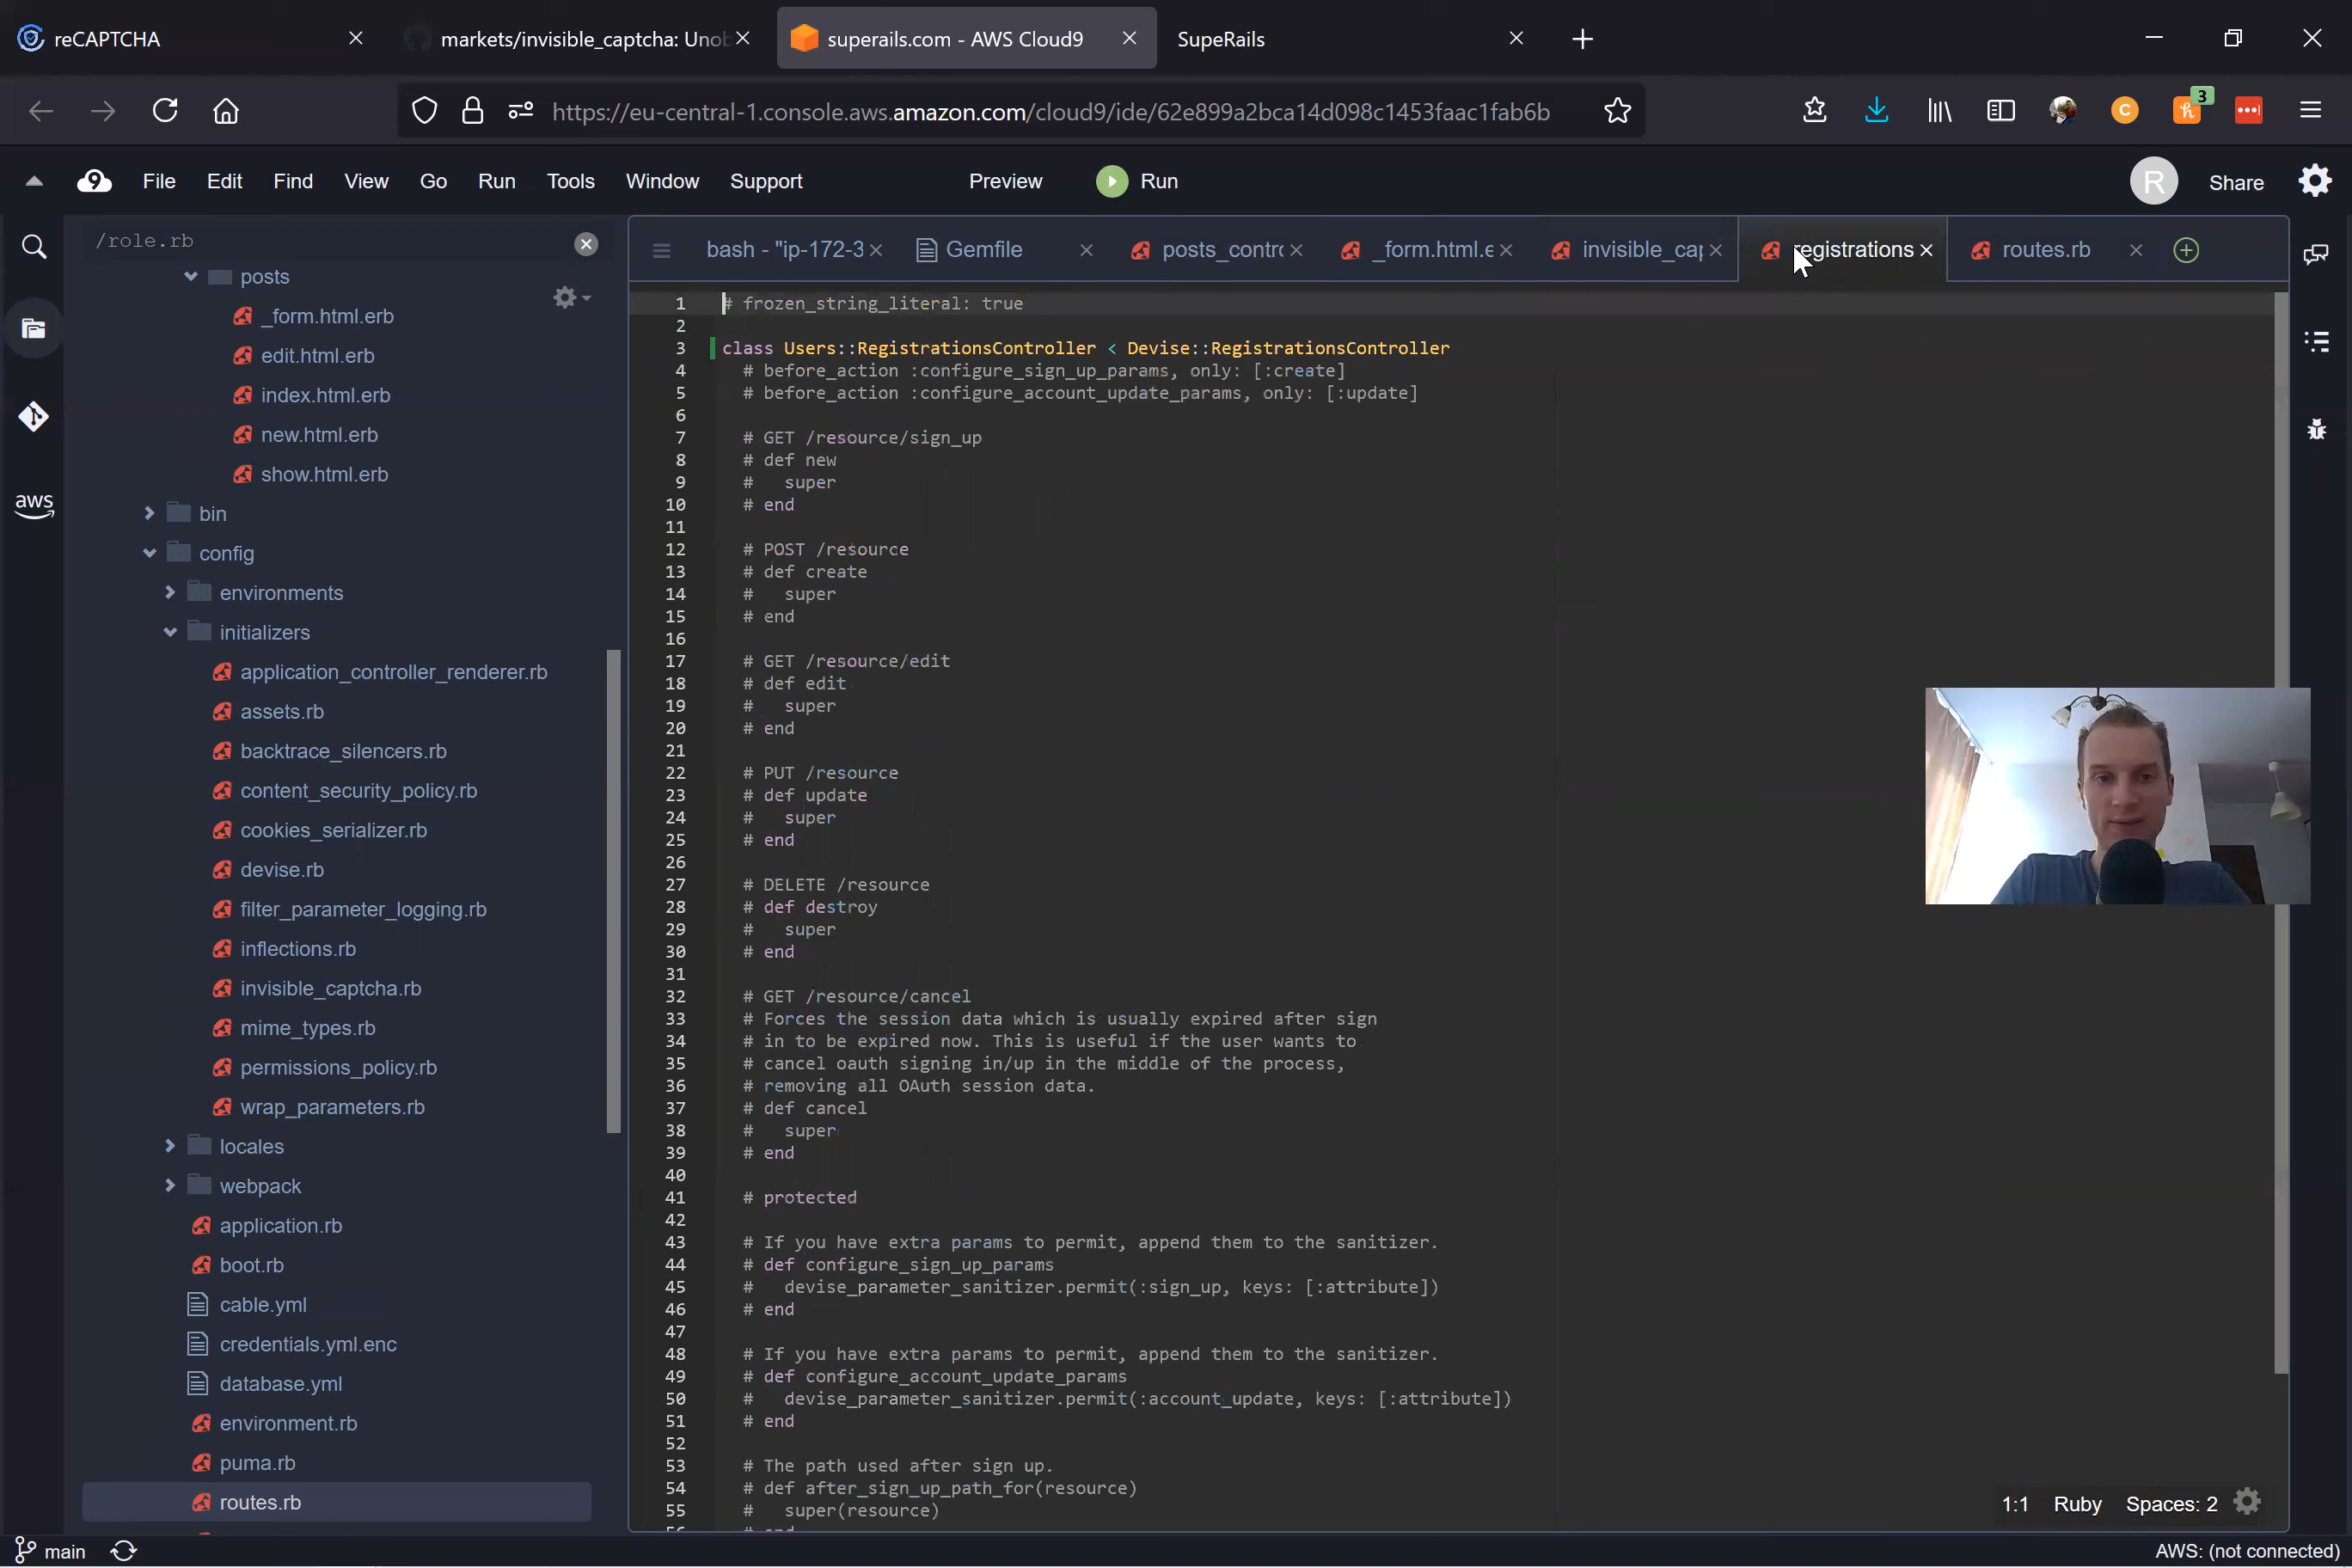 reCAPTCHA
markets/invisible_captcha: Unob
superails.com - AWS Cloud9
SupeRails
https://eu-central-1.console.aws.amazon.com/cloud9/ide/62e899a2bca14d098c1453faac1fab6b
C
h
3
9
File Edit Find View Go Run Tools Window Support
Preview
Run
R
Share
/role.rb
bash - "ip-172-3
Gemfile
posts_contro
_form.html.e
invisible_cap
registrations
routes.rb
aws
posts
_form.html.erb
edit.html.erb
index.html.erb
new.html.erb
show.html.erb
bin
config
environments
initializers
application_controller_renderer.rb
assets.rb
backtrace_silencers.rb
content_security_policy.rb
cookies_serializer.rb
devise.rb
filter_parameter_logging.rb
inflections.rb
invisible_captcha.rb
mime_types.rb
permissions_policy.rb
wrap_parameters.rb
locales
webpack
application.rb
boot.rb
cable.yml
credentials.yml.enc
database.yml
environment.rb
puma.rb
routes.rb
1 # frozen_string_literal: true
2
3 class Users::RegistrationsController < Devise::RegistrationsController
4 # before_action :configure_sign_up_params, only: [:create]
5 # before_action :configure_account_update_params, only: [:update]
6
7 # GET /resource/sign_up
8 # def new
9 #   super
10 # end
11
12 # POST /resource
13 # def create
14 #   super
15 # end
16
17 # GET /resource/edit
18 # def edit
19 #   super
20 # end
21
22 # PUT /resource
23 # def update
24 #   super
25 # end
26
27 # DELETE /resource
28 # def destroy
29 #   super
30 # end
31
32 # GET /resource/cancel
33 # Forces the session data which is usually expired after sign
34 # in to be expired now. This is useful if the user wants to
35 # cancel oauth signing in/up in the middle of the process,
36 # removing all OAuth session data.
37 # def cancel
38 #   super
39 # end
40
41 # protected
42
43 # If you have extra params to permit, append them to the sanitizer.
44 # def configure_sign_up_params
45 #   devise_parameter_sanitizer.permit(:sign_up, keys: [:attribute])
46 # end
47
48 # If you have extra params to permit, append them to the sanitizer.
49 # def configure_account_update_params
50 #   devise_parameter_sanitizer.permit(:account_update, keys: [:attribute])
51 # end
52
53 # The path used after sign up.
54 # def after_sign_up_path_for(resource)
55 #   super(resource)
56 # end
1:1 Ruby Spaces: 2
main
AWS: (not connected)